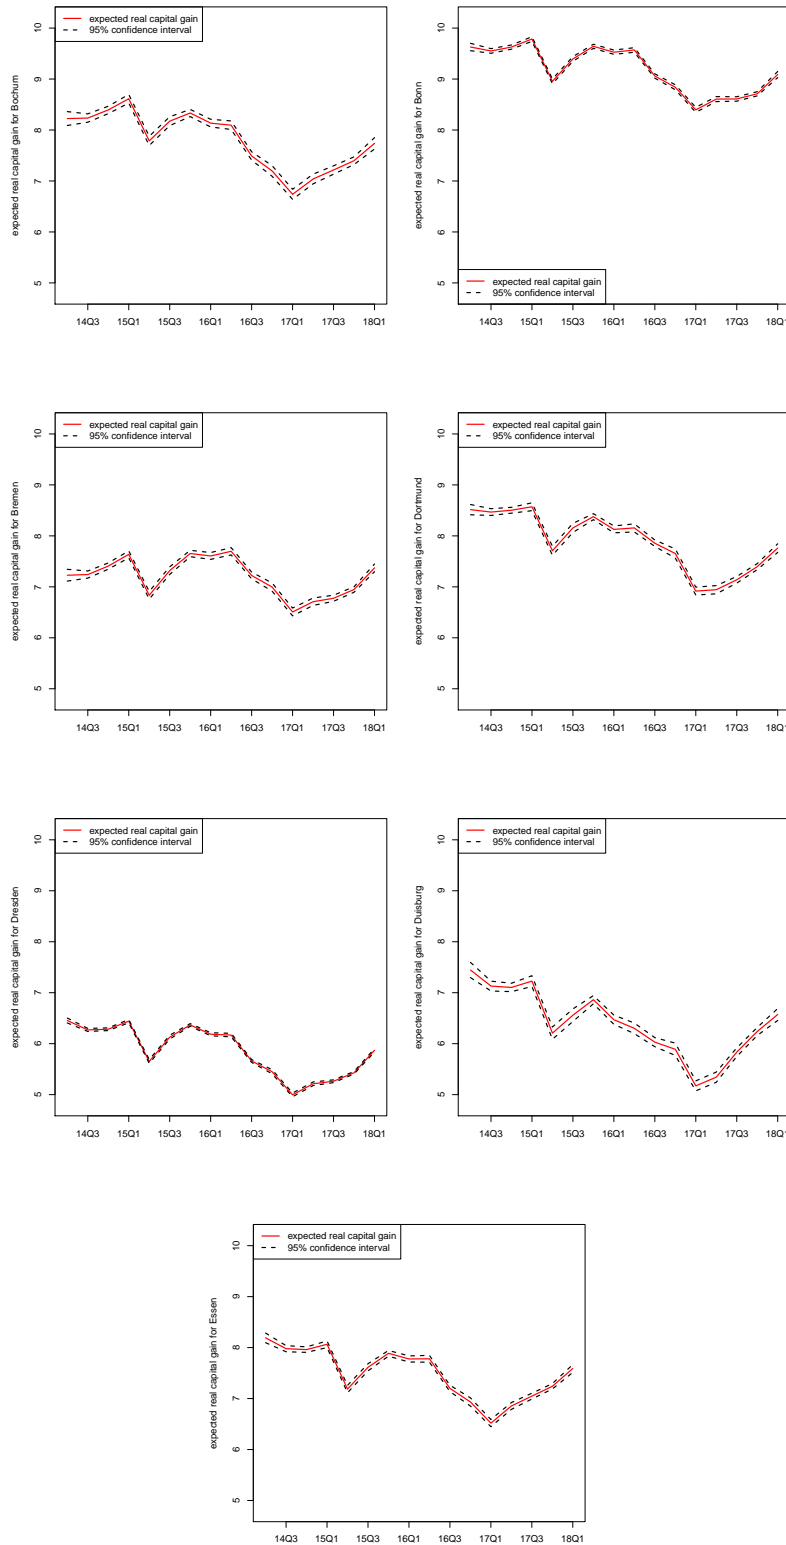 expected real capital gain
95% confidence interval
expected real capital gain for Bochum
10
9
8
7
6
5
14Q3 15Q1 15Q3 16Q1 16Q3 17Q1 17Q3 18Q1
expected real capital gain for Bonn
10
9
8
7
6
5
expected real capital gain
95% confidence interval
14Q3 15Q1 15Q3 16Q1 16Q3 17Q1 17Q3 18Q1
expected real capital gain
95% confidence interval
expected real capital gain for Bremen
10
9
8
7
6
5
14Q3 15Q1 15Q3 16Q1 16Q3 17Q1 17Q3 18Q1
expected real capital gain
95% confidence interval
expected real capital gain for Dortmund
10
9
8
7
6
5
14Q3 15Q1 15Q3 16Q1 16Q3 17Q1 17Q3 18Q1
expected real capital gain
95% confidence interval
expected real capital gain for Dresden
10
9
8
7
6
5
14Q3 15Q1 15Q3 16Q1 16Q3 17Q1 17Q3 18Q1
expected real capital gain
95% confidence interval
expected real capital gain for Duisburg
10
9
8
7
6
5
14Q3 15Q1 15Q3 16Q1 16Q3 17Q1 17Q3 18Q1
expected real capital gain
95% confidence interval
expected real capital gain for Essen
10
9
8
7
6
5
14Q3 15Q1 15Q3 16Q1 16Q3 17Q1 17Q3 18Q1